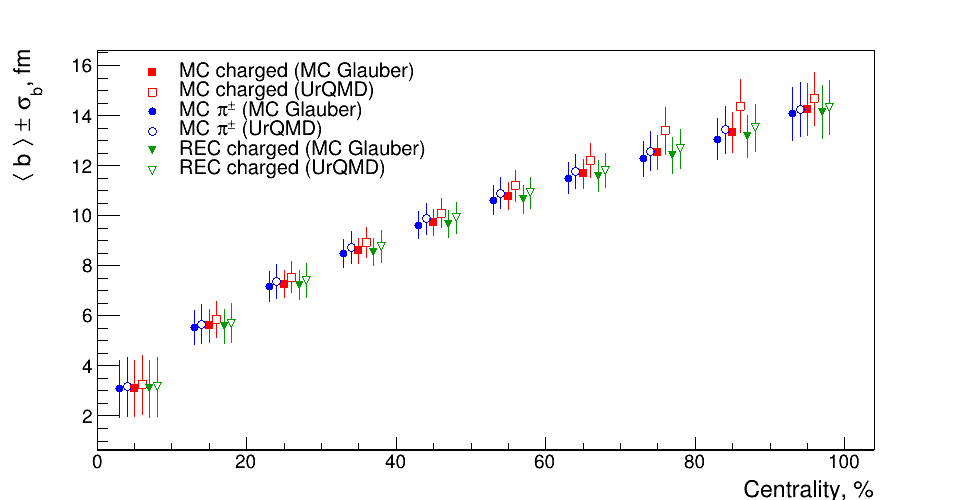 ⟨ b ⟩ ± σ_b, fm
16
14
12
10
8
6
4
2
MC charged (MC Glauber)
MC charged (UrQMD)
MC π± (MC Glauber)
MC π± (UrQMD)
REC charged (MC Glauber)
REC charged (UrQMD)
0 20 40 60 80 100
Centrality, %